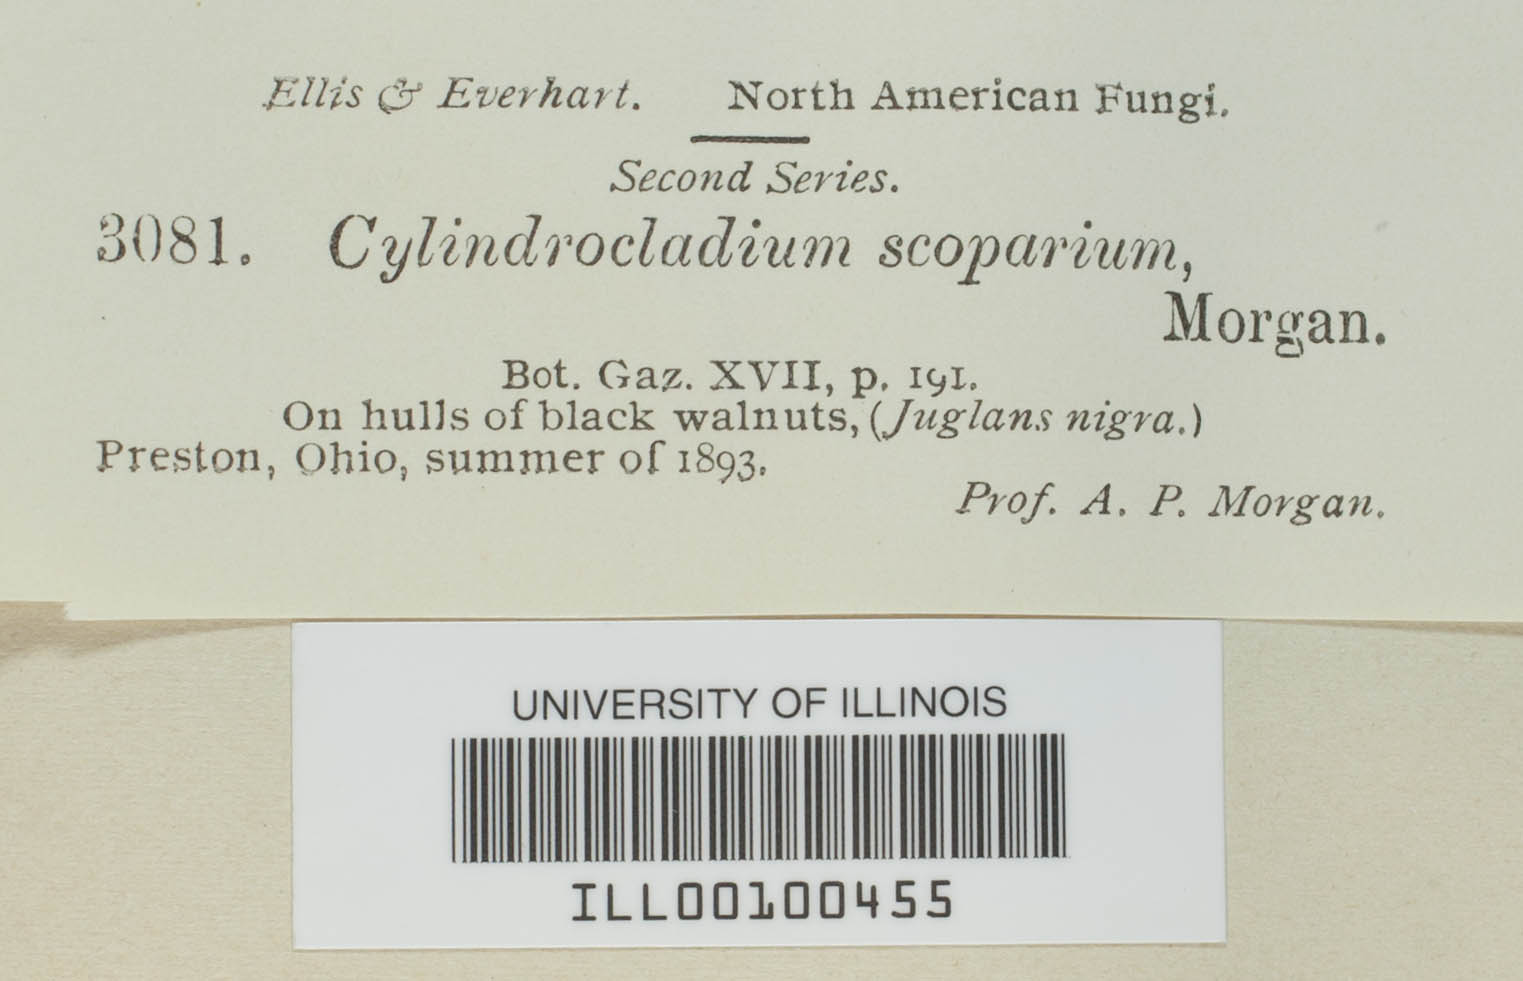 Ellis & Everhart. North American Fungi.
Second Series.
3081. Cylindrocladium scoparium,
Morgan.
Bot. Gaz. XVII, p. 191.
On hulls of black walnuts, (Juglans nigra.)
Preston, Ohio, summer of 1893.
Prof. A. P. Morgan.
UNIVERSITY OF ILLINOIS
ILL00100455